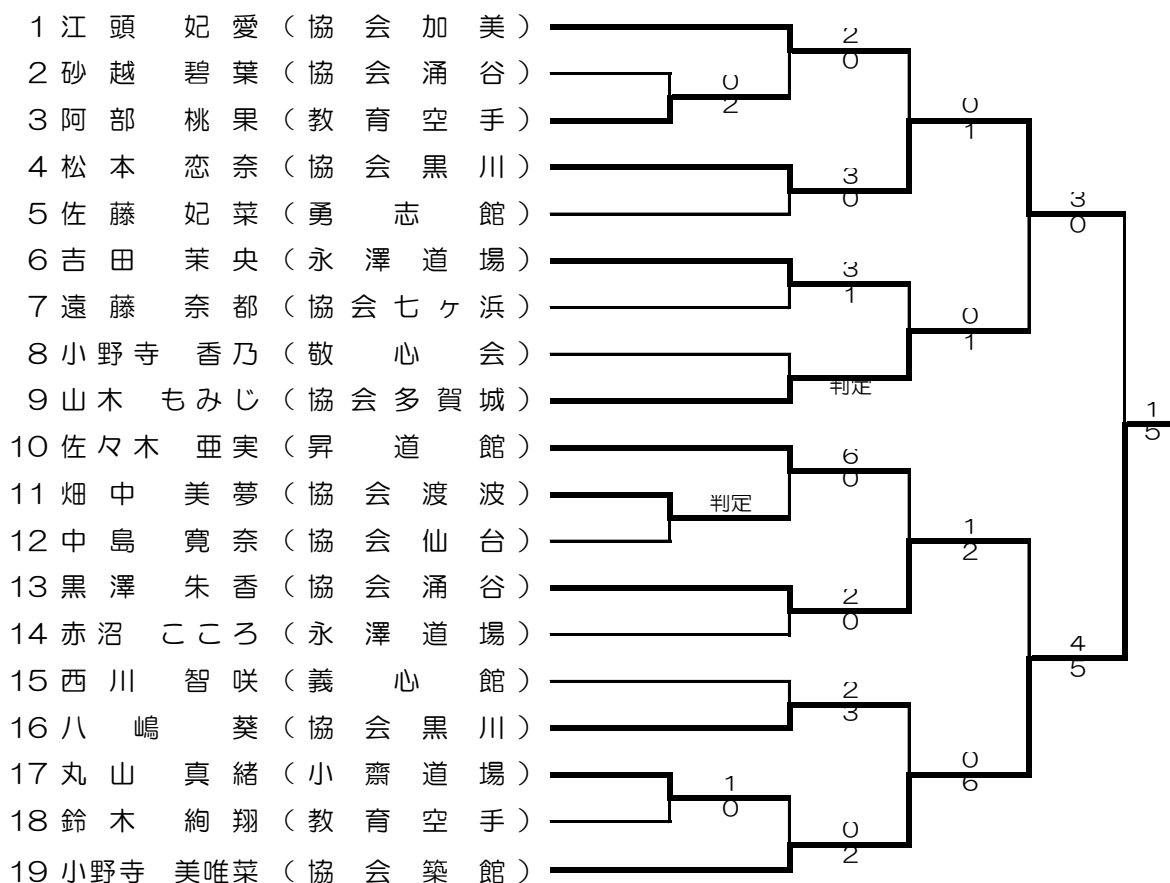 1 江頭 妃愛 (協会加美)
2 砂越 碧葉 (協会涌谷)
3 阿部 桃果 (教育空手)
4 松本 恋奈 (協会黒川)
5 佐藤 妃菜 (勇志館)
6 吉田 茉央 (永澤道場)
7 遠藤 奈都 (協会七ヶ浜)
8 小野寺 香乃 (敬心会)
9 山木 もみじ (協会多賀城)
10 佐々木 亜実 (昇道館)
11 畑中 美夢 (協会渡波)
12 中島 寛奈 (協会仙台)
13 黒澤 朱香 (協会涌谷)
14 赤沼 こころ (永澤道場)
15 西川 智咲 (義心館)
16 八嶋 葵 (協会黒川)
17 丸山 真緒 (小齋道場)
18 鈴木 絢翔 (教育空手)
19 小野寺 美唯菜 (協会築館)
0
2
判定
1
0
2
0
3
0
3
1
判定
6
0
2
0
2
3
0
2
0
1
0
1
1
2
0
6
3
0
4
5
1
5